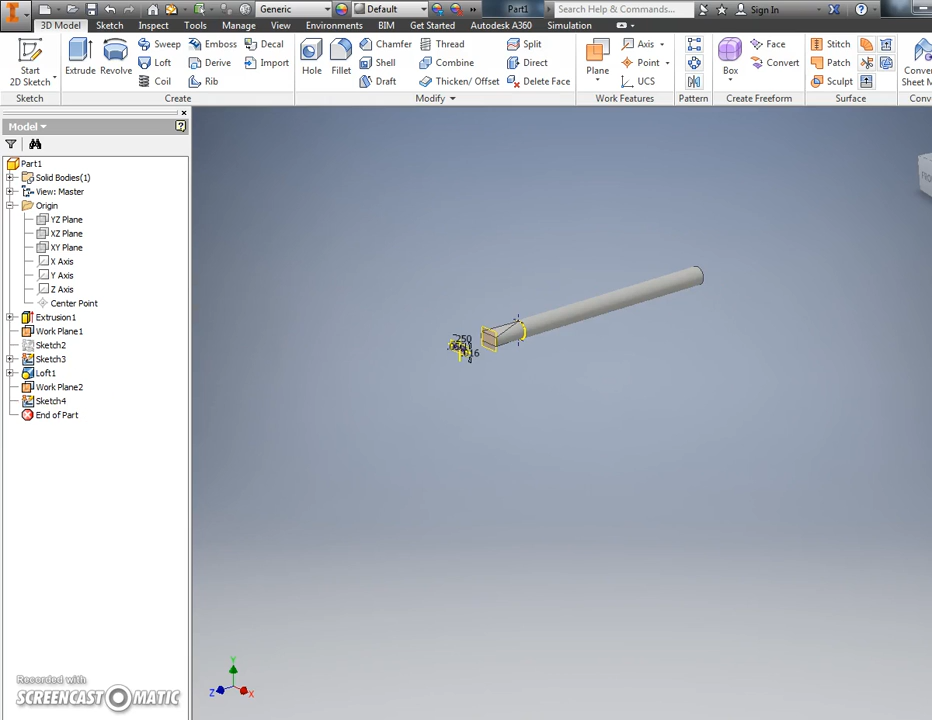 Generic
Default
Part1
Search Help & Commands...
Sign In
3D Model
Sketch
Inspect
Tools
Manage
View
Environments
BIM
Get Started
Autodesk A360
Simulation
Start
2D Sketch
Extrude
Revolve
Sweep
Loft
Coil
Emboss
Derive
Rib
Decal
Import
Hole
Fillet
Chamfer
Shell
Draft
Thread
Combine
Thicken/ Offset
Split
Direct
Delete Face
Plane
Axis
Point
UCS
Box
Face
Convert
Stitch
Patch
Sculpt
Sketch
Create
Modify
Work Features
Pattern
Create Freeform
Surface
Model
Part1
Solid Bodies(1)
View: Master
Origin
YZ Plane
XZ Plane
XY Plane
X Axis
Y Axis
Z Axis
Center Point
Extrusion1
Work Plane1
Sketch2
Sketch3
Loft1
Work Plane2
Sketch4
End of Part
Y
Z
X
Recorded with
SCREENCAST MATIC